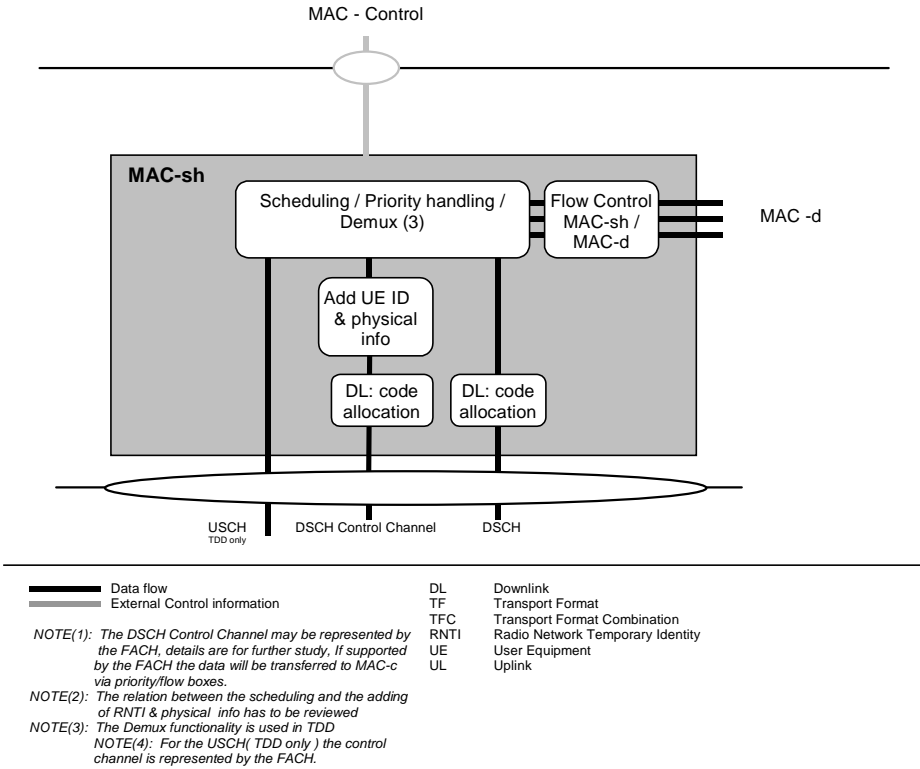 MAC - Control
MAC-sh
Scheduling / Priority handling /
Demux (3)
Flow Control
MAC-sh /
MAC-d
MAC -d
Add UE ID
& physical
info
DL: code
allocation
DL: code
allocation
USCH
TDD only
DSCH Control Channel
DSCH
Data flow
External Control information
NOTE(1): The DSCH Control Channel may be represented by
the FACH, details are for further study, If supported
by the FACH the data will be transferred to MAC-c
via priority/flow boxes.
NOTE(2): The relation between the scheduling and the adding
of RNTI & physical info has to be reviewed
NOTE(3): The Demux functionality is used in TDD
NOTE(4): For the USCH( TDD only ) the control
channel is represented by the FACH.
DL Downlink
TF Transport Format
TFC Transport Format Combination
RNTI Radio Network Temporary Identity
UE User Equipment
UL Uplink